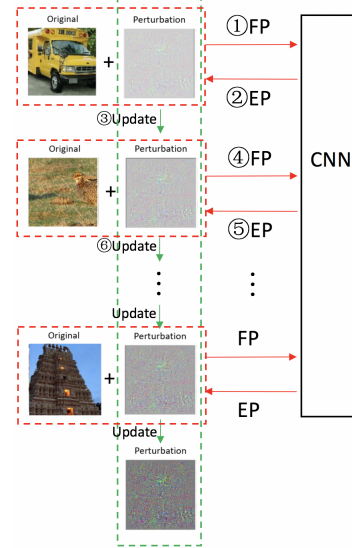 Original Perturbation
+
①FP
②EP
③Update
Original Perturbation
+
④FP
CNN
⑤EP
⑥Update
Update
Original Perturbation
+
FP
EP
Update
Perturbation